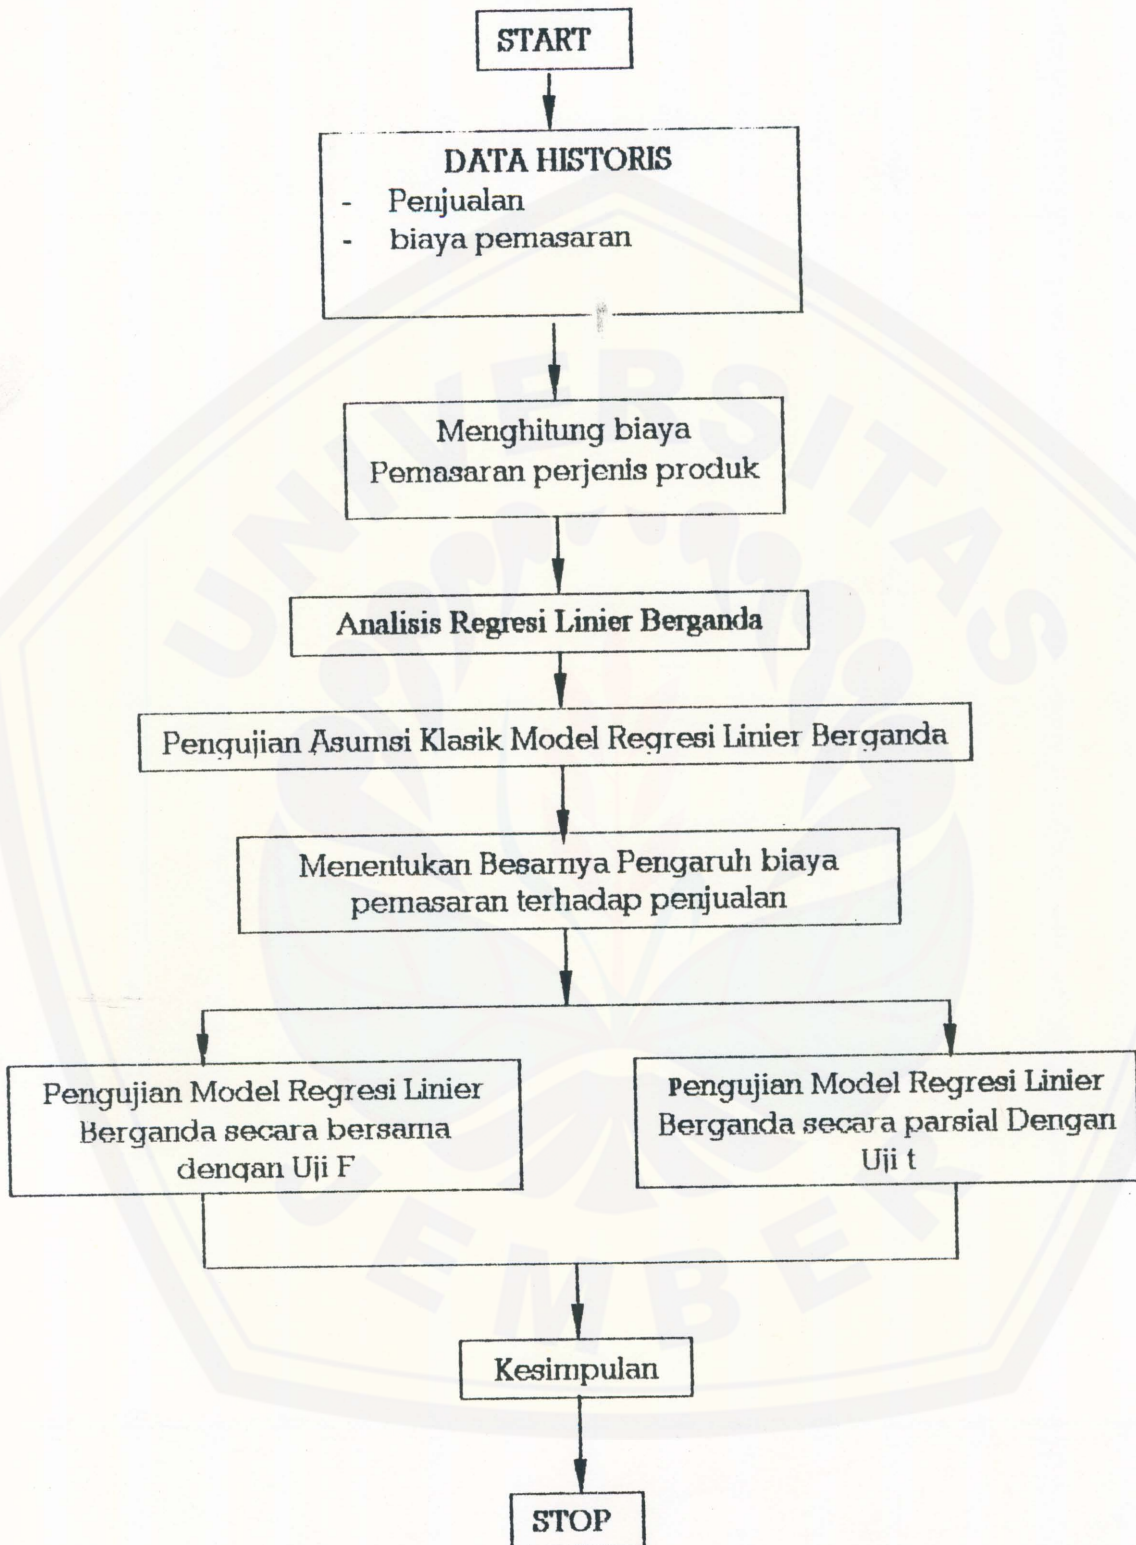 START
DATA HISTORIS
- Penjualan
- biaya pemasaran
Menghitung biaya
Pemasaran perjenis produk
Analisis Regresi Linier Berganda
Pengujian Asumsi Klasik Model Regresi Linier Berganda
Menentukan Besarnya Pengaruh biaya
pemasaran terhadap penjualan
Pengujian Model Regresi Linier
Berganda secara bersama
dengan Uji F
Pengujian Model Regresi Linier
Berganda secara parsial Dengan
Uji t
Kesimpulan
STOP
UNIVERSITAS
JEMBER